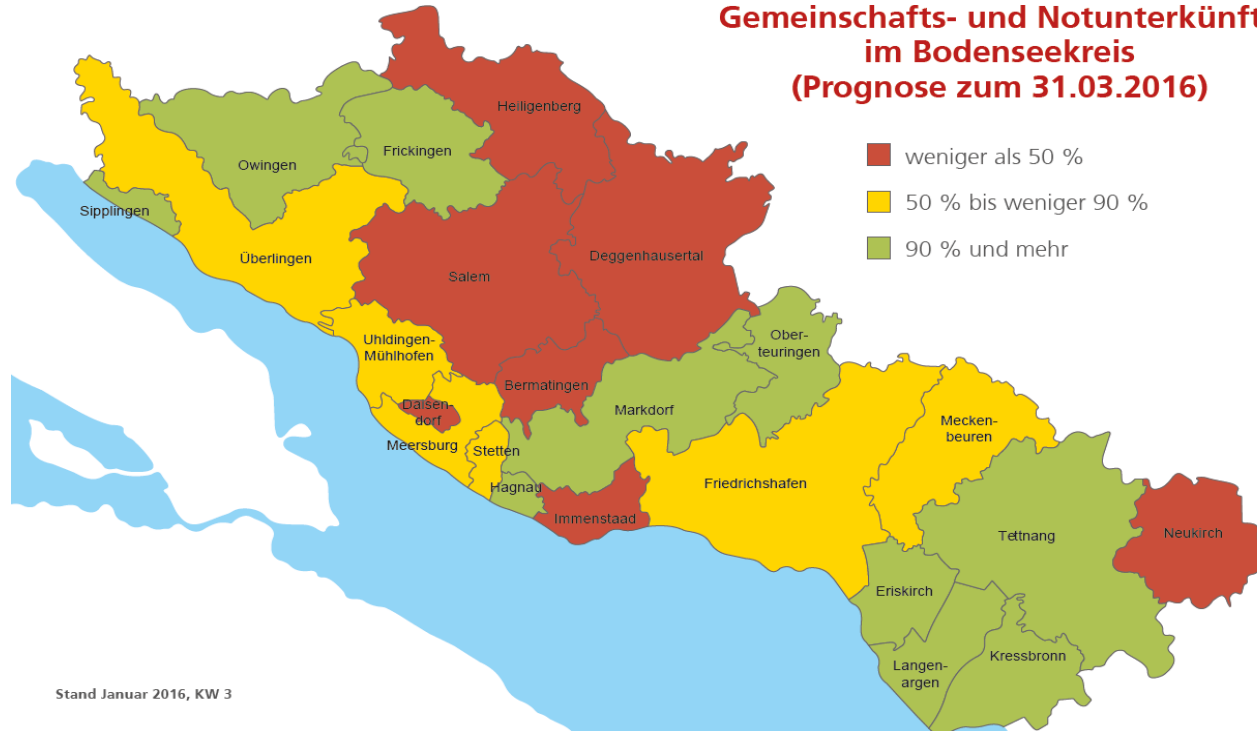 Gemeinschafts- und Notunterkünft
im Bodenseekreis
(Prognose zum 31.03.2016)
weniger als 50 %
50 % bis weniger 90 %
90 % und mehr
Heiligenberg
Frickingen
Owingen
Sipplingen
Überlingen
Salem
Deggenhausertal
Uhldingen-
Mühlhofen
Ober-
teuringen
Bermatingen
Daisen-
dorf
Markdorf
Meersburg
Stetten
Hagnau
Immenstaad
Friedrichshafen
Mecken-
beuren
Tettnang
Neukirch
Eriskirch
Langen-
argen
Kressbronn
Stand Januar 2016, KW 3